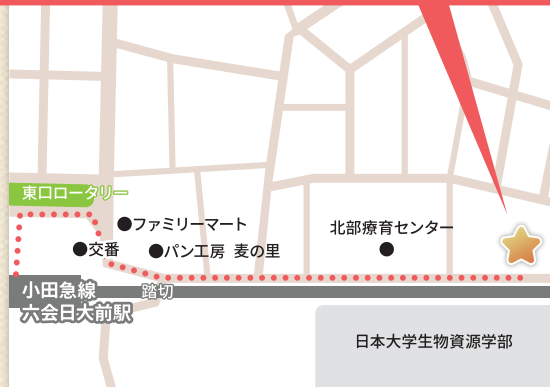 東口ロータリー
●ファミリーマート
北部療育センター
●交番
●パン工房 麦の里
小田急線
踏切
六会日大前駅
日本大学生物資源学部